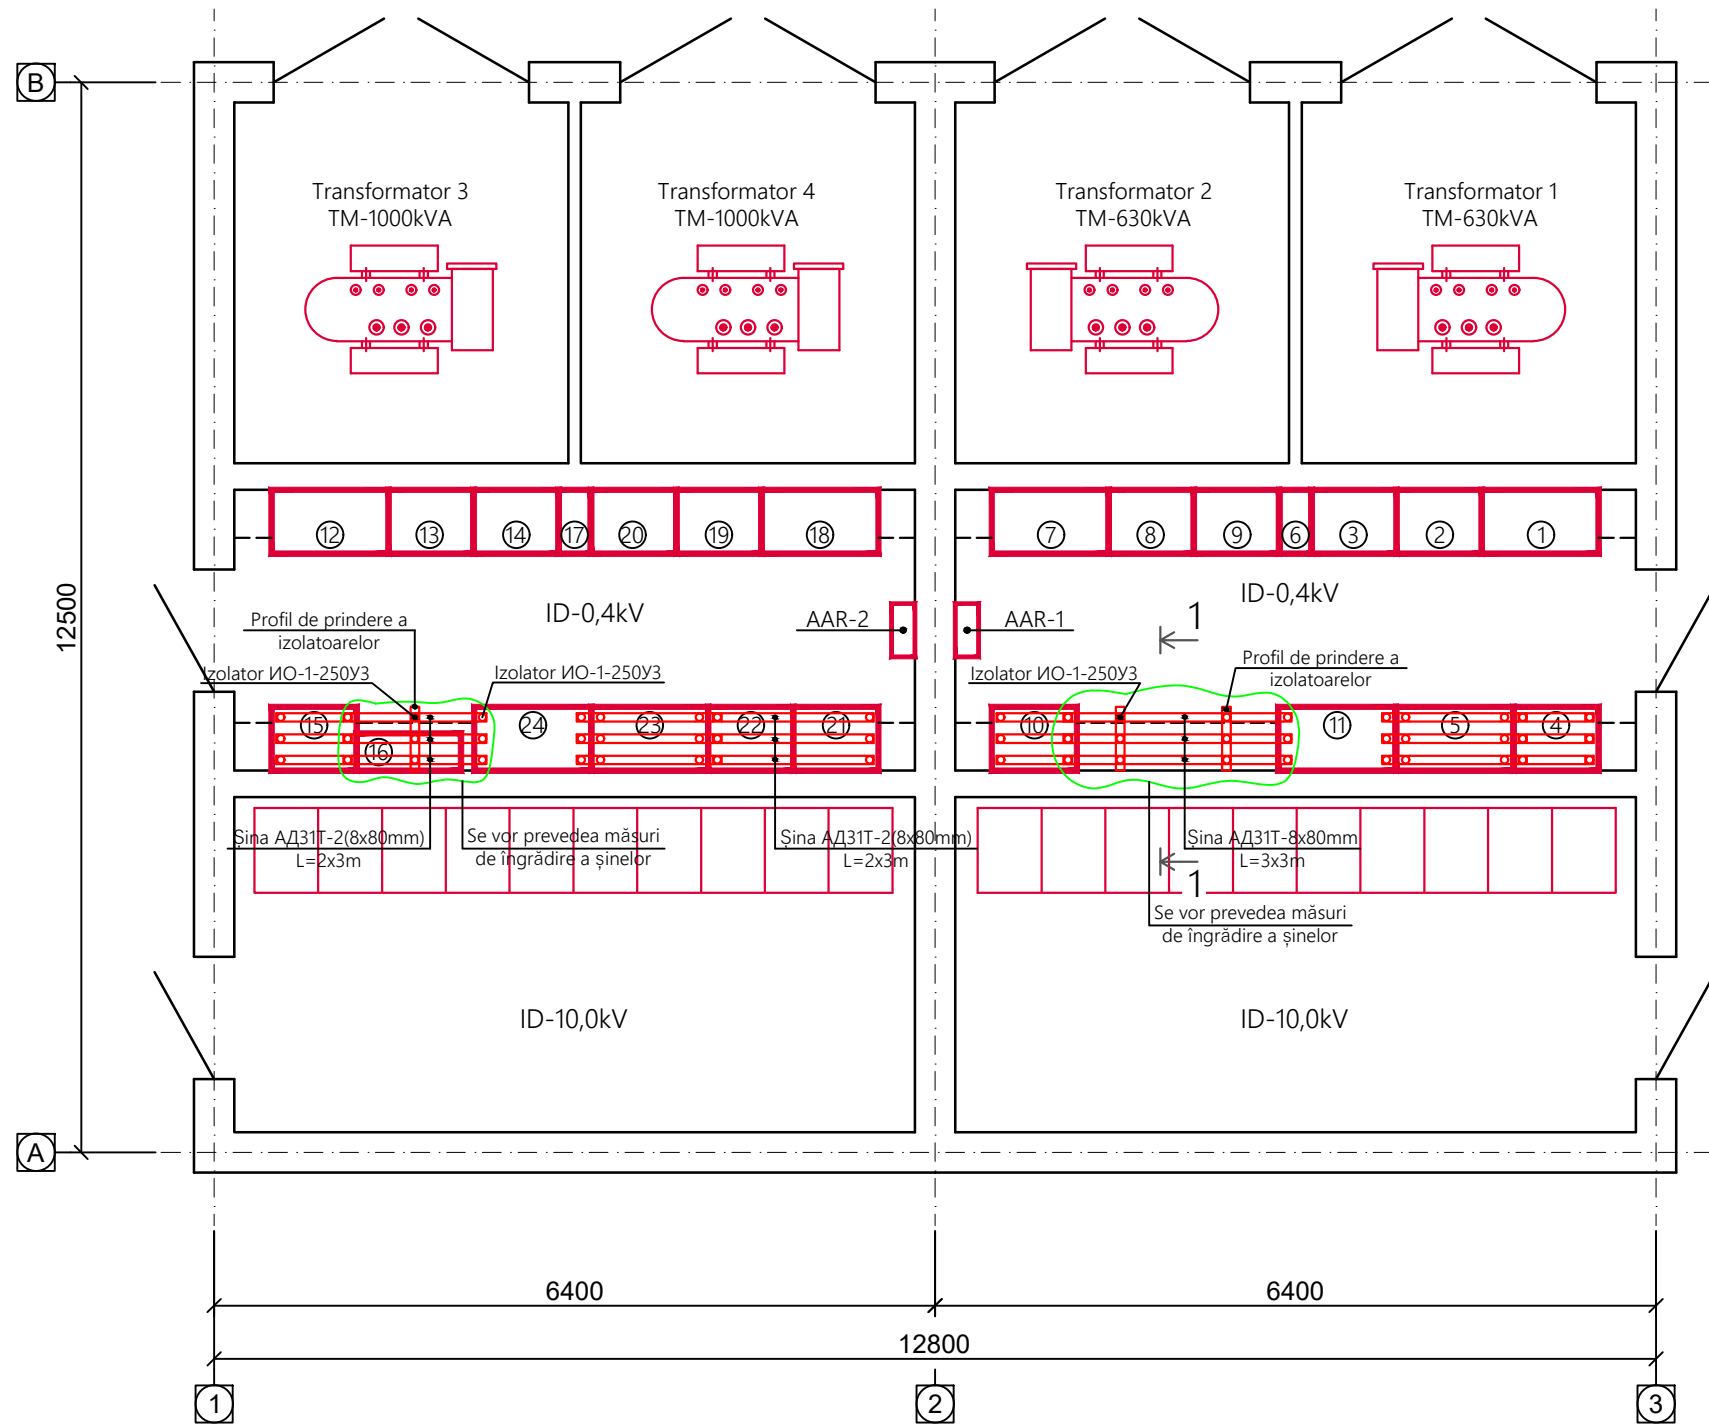 B
Transformator 3
TM-1000kVA
Transformator 4
TM-1000kVA
Transformator 2
TM-630kVA
Transformator 1
TM-630kVA
12
13
14
17
20
19
18
7
8
9
6
3
2
1
12500
ID-0,4kV
ID-0,4kV
AAR-2
AAR-1
1
Profil de prindere a
izolatoarelor
Izolator ИО-1-250У3
Izolator ИО-1-250У3
Izolator ИО-1-250У3
Profil de prindere a
izolatoarelor
15
16
24
23
22
21
10
11
5
4
Șina АД31Т-2(8x80mm)
L=2x3m
Se vor prevedea măsuri
de îngrădire a șinelor
Șina АД31Т-2(8x80mm)
L=2x3m
Șina АД31Т-8x80mm
L=3x3m
1
Se vor prevedea măsuri
de îngrădire a șinelor
ID-10,0kV
ID-10,0kV
A
6400
6400
12800
1
2
3